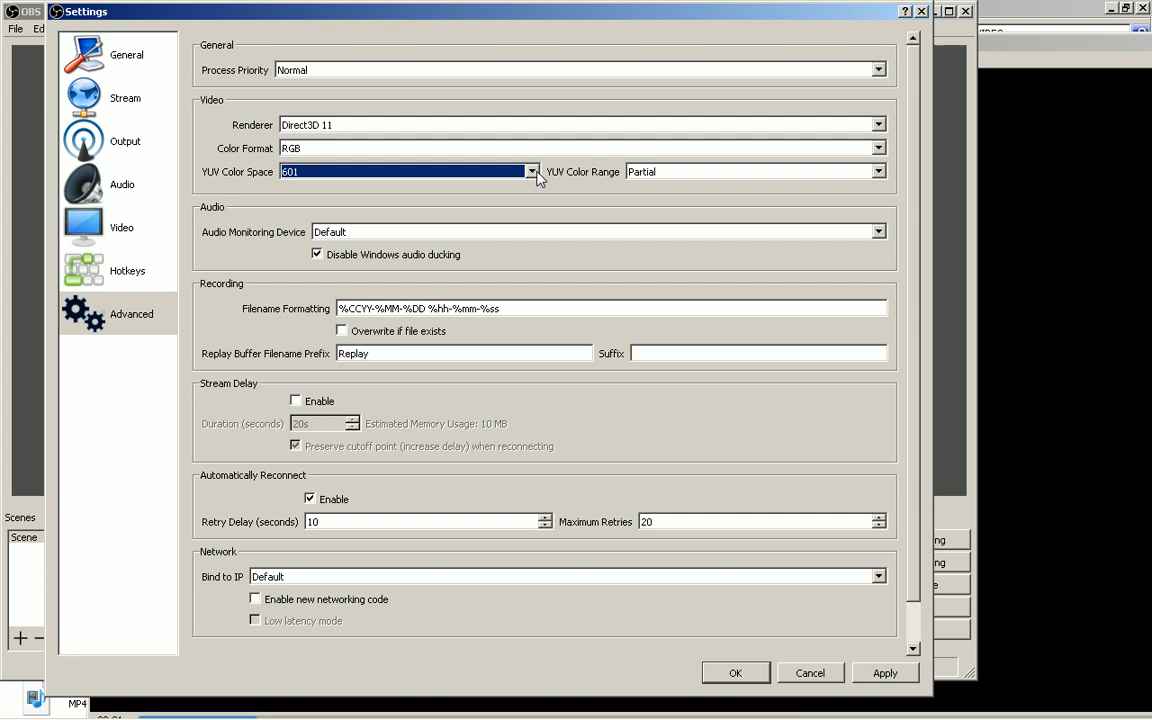 OBS
Settings
File Ed
General
Stream
Output
Audio
Video
Hotkeys
Advanced
General
Process Priority Normal
Video
Renderer Direct3D 11
Color Format RGB
YUV Color Space 601 YUV Color Range Partial
Audio
Audio Monitoring Device Default
Disable Windows audio ducking
Recording
Filename Formatting %CCYY-%MM-%DD %hh-%mm-%ss
Overwrite if file exists
Replay Buffer Filename Prefix Replay Suffix
Stream Delay
Enable
Duration (seconds) 20s Estimated Memory Usage: 10 MB
Preserve cutoff point (increase delay) when reconnecting
Automatically Reconnect
Enable
Retry Delay (seconds) 10 Maximum Retries 20
Network
Bind to IP Default
Enable new networking code
Low latency mode
OK Cancel Apply
Scenes
Scene
ng
ng
e
MP4